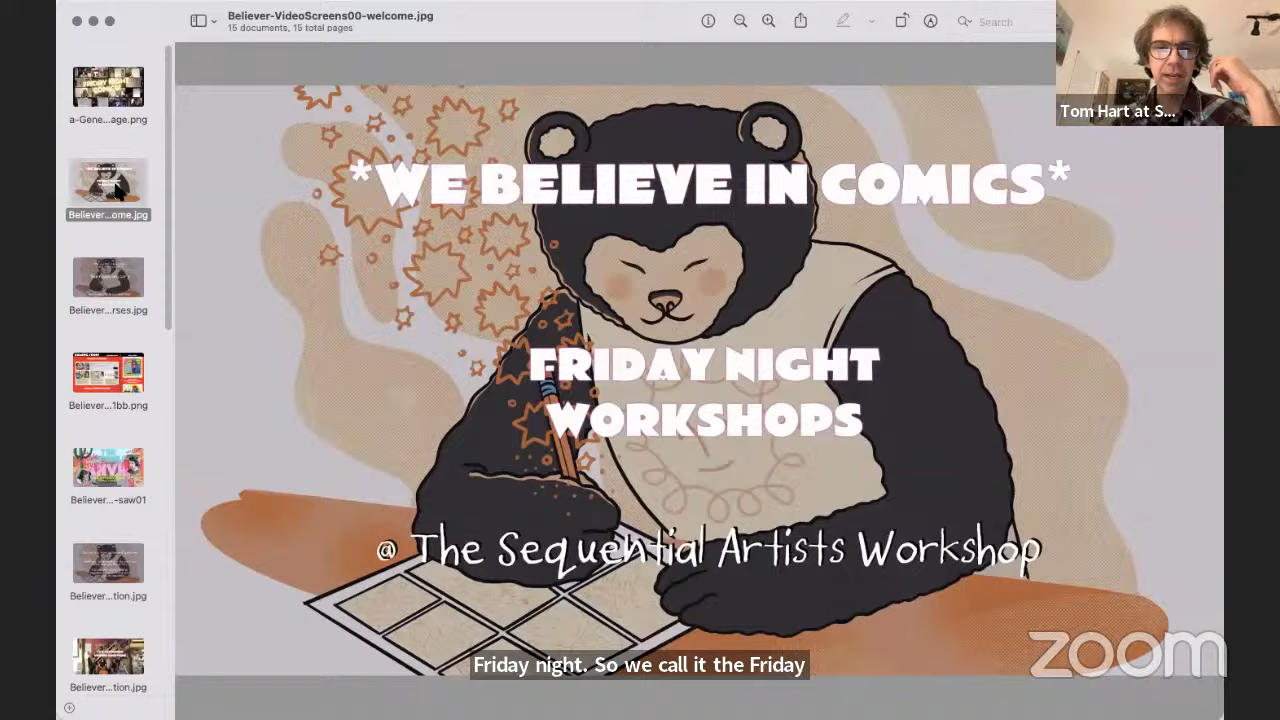 Believer-VideoScreens00-welcome.jpg
15 documents, 15 total pages
Search
Tom Hart at S...
a-Gene...age.png
Believer...ome.jpg
Believer...rses.jpg
Believer...1bb.png
Believer...-saw01
Believer...tion.jpg
Believer...tion.jpg
*WE BELIEVE IN COMICS*
FRIDAY NIGHT
WORKSHOPS
@ The Sequential Artists Workshop
Friday night. So we call it the Friday
zoom